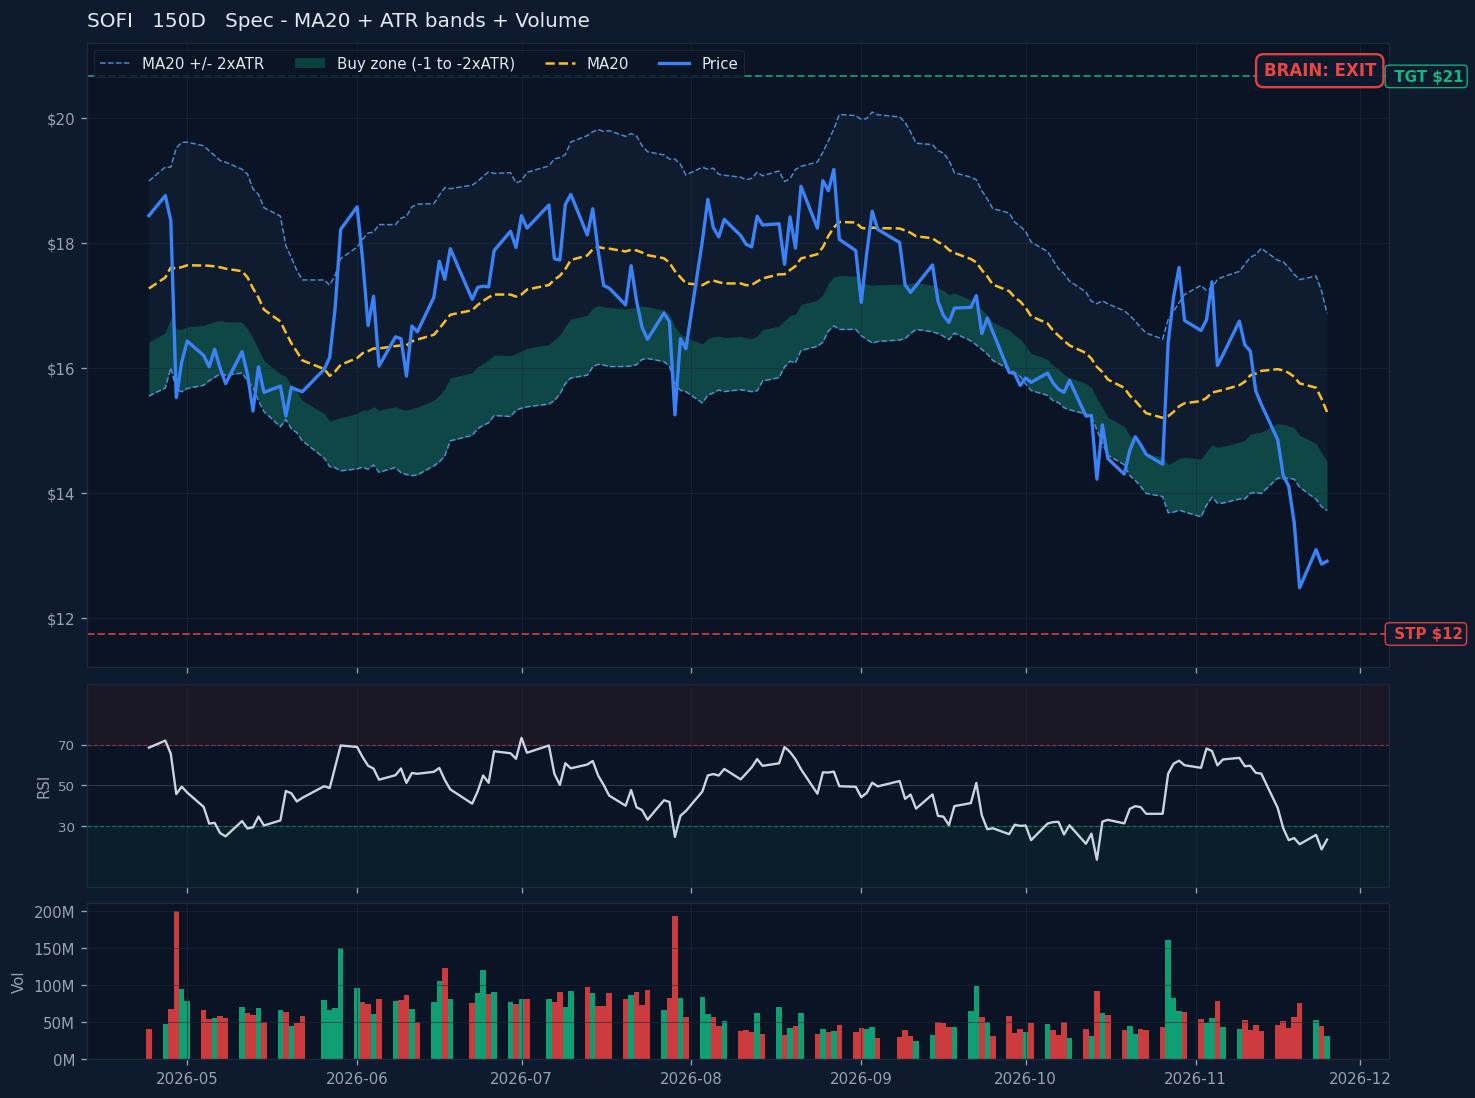 SOFI 150D Spec - MA20 + ATR bands + Volume
MA20 +/- 2xATR
Buy zone (-1 to -2xATR)
MA20
Price
BRAIN: EXIT
TGT $21
$20
$18
$16
$14
$12
STP $12
RSI
70
50
30
Vol
200M
150M
100M
50M
0M
2026-05
2026-06
2026-07
2026-08
2026-09
2026-10
2026-11
2026-12